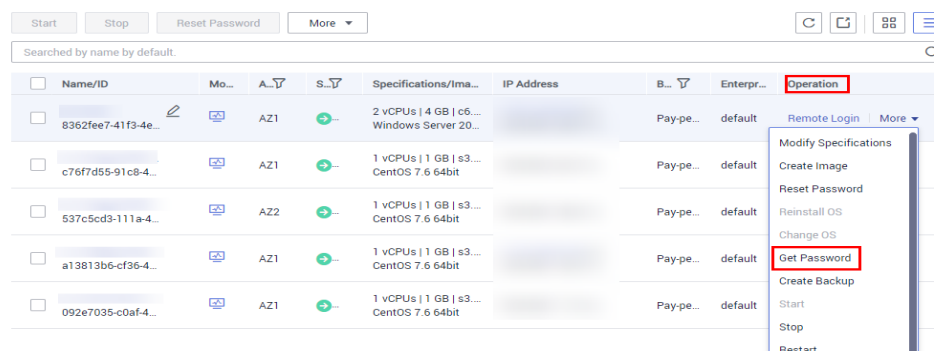 Start Stop Reset Password More
Searched by name by default.
Name/ID Mo... A... S... Specifications/Ima... IP Address B... Enterpr... Operation
8362fee7-41f3-4e... AZ1 ... 2 vCPUs | 4 GB | c6.... Pay-pe... default Remote Login More
Windows Server 20...
c76f7d55-91c8-4... AZ1 ... 1 vCPUs | 1 GB | s3.... Pay-pe... default
CentOS 7.6 64bit
537c5cd3-111a-4... AZ2 ... 1 vCPUs | 1 GB | s3.... Pay-pe... default
CentOS 7.6 64bit
a13813b6-cf36-4... AZ1 ... 1 vCPUs | 1 GB | s3.... Pay-pe... default
CentOS 7.6 64bit
092e7035-c0af-4... AZ1 ... 1 vCPUs | 1 GB | s3.... Pay-pe... default
CentOS 7.6 64bit
Modify Specifications
Create Image
Reset Password
Reinstall OS
Change OS
Get Password
Create Backup
Start
Stop
Restart